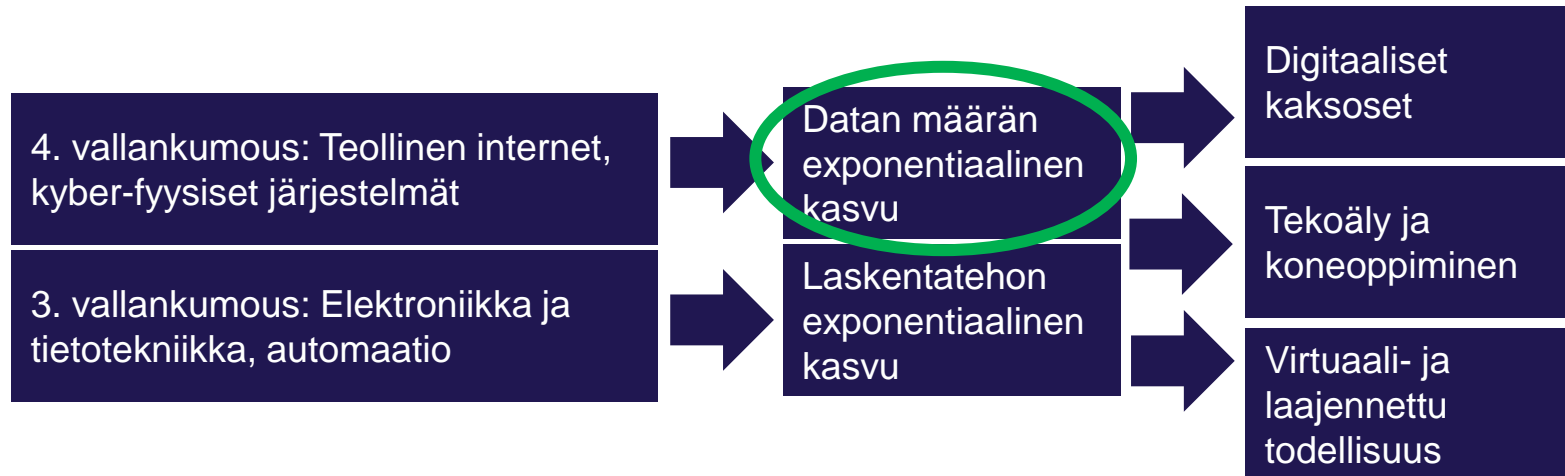 4. vallankumous: Teollinen internet,
kyber-fyysiset järjestelmät
3. vallankumous: Elektroniikka ja
tietotekniikka, automaatio
Datan määrän
exponentiaalinen
kasvu
Laskentatehon
exponentiaalinen
kasvu
Digitaaliset
kaksoset
Tekoäly ja
koneoppiminen
Virtuaali- ja
laajennettu
todellisuus